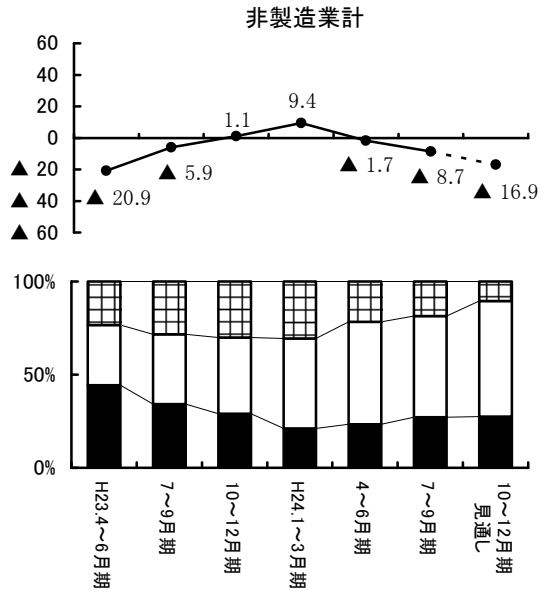 非製造業計
60
40
20
0
▲ 20
▲ 40
▲ 60
▲ 20.9
▲ 5.9
1.1
9.4
▲ 1.7
▲ 8.7
▲ 16.9
100%
50%
0%
H23.4～6月期
7～9月期
10～12月期
H24.1～3月期
4～6月期
7～9月期
10～12月期
見通し